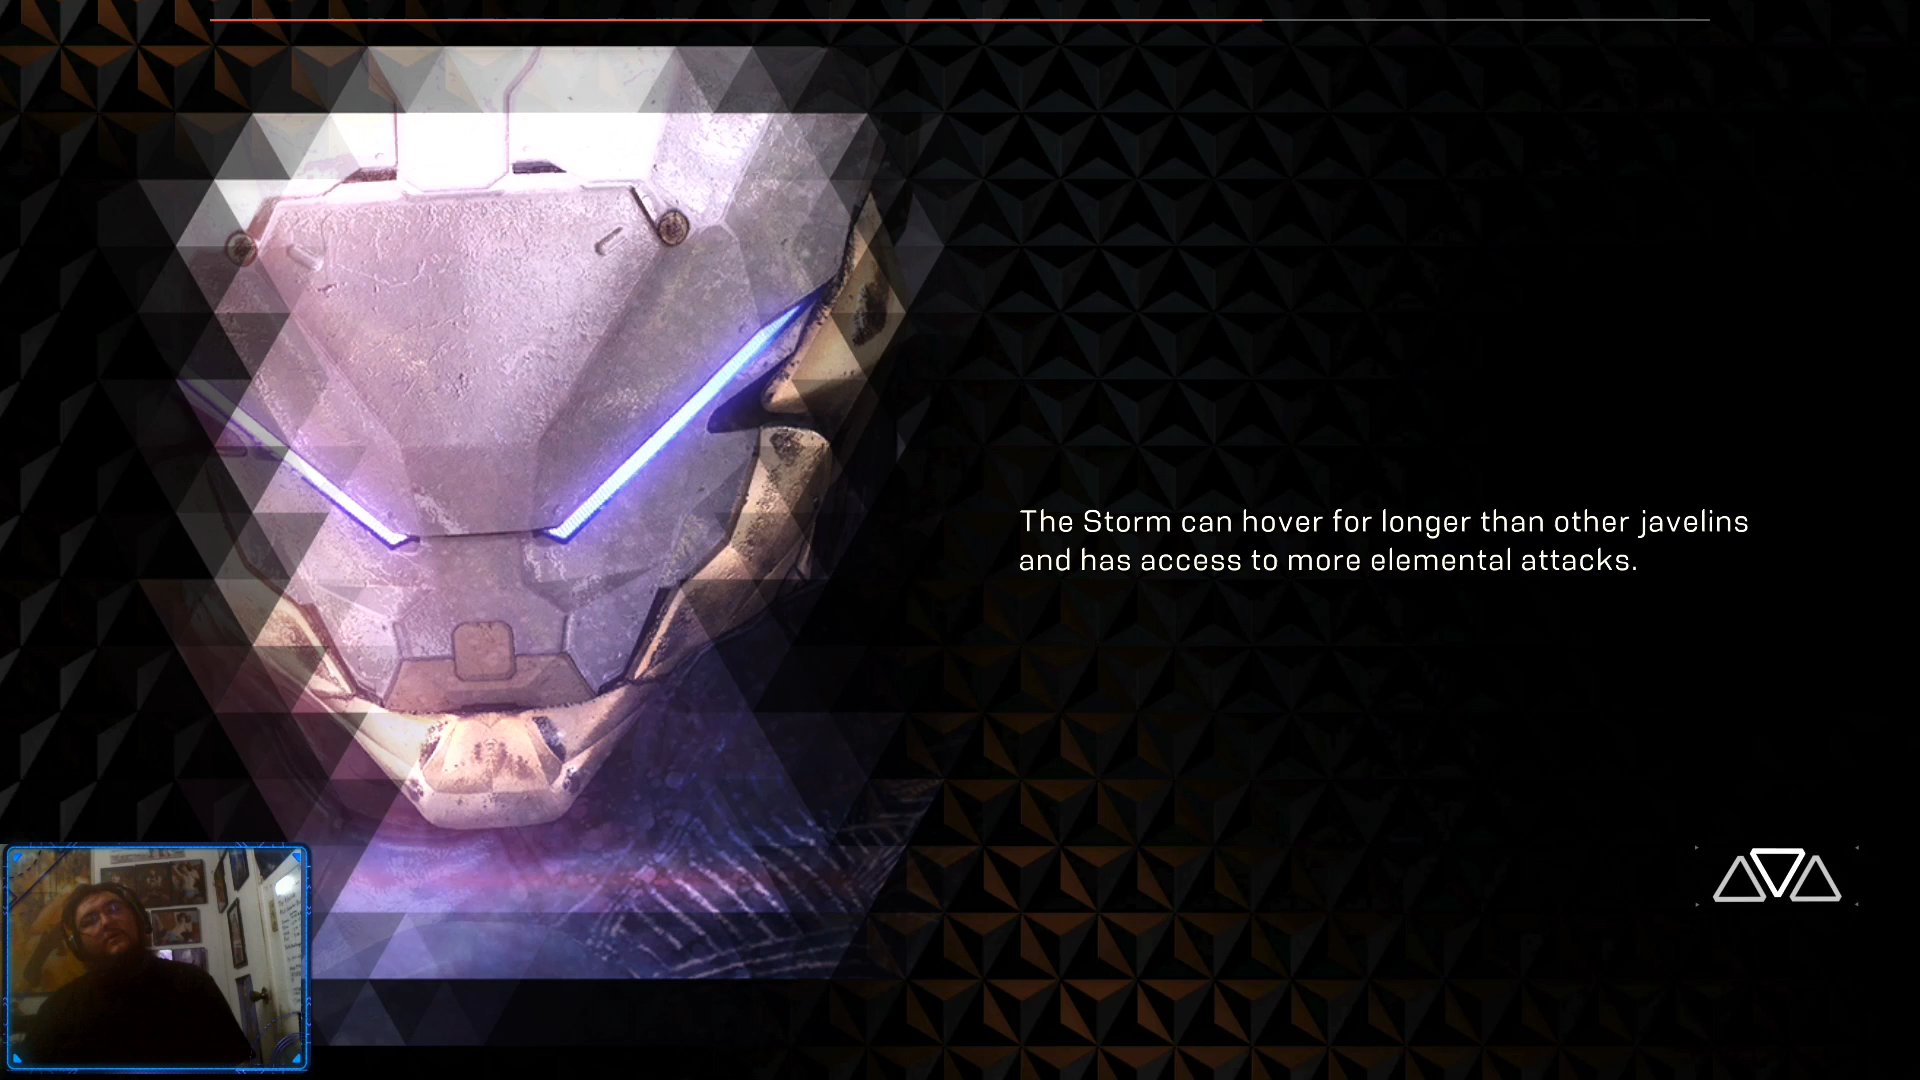 The Storm can hover for longer than other javelins
and has access to more elemental attacks.